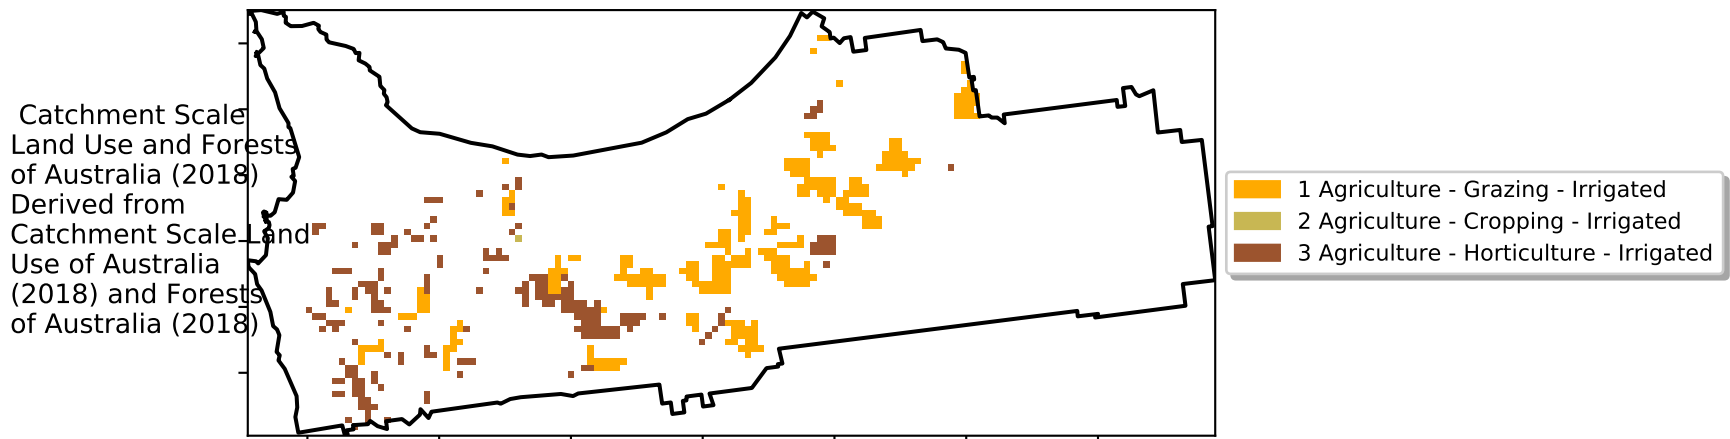 Catchment Scale
Land Use and Forests
of Australia (2018)
Derived from
Catchment Scale Land
Use of Australia
(2018) and Forests
of Australia (2018)
1 Agriculture - Grazing - Irrigated
2 Agriculture - Cropping - Irrigated
3 Agriculture - Horticulture - Irrigated